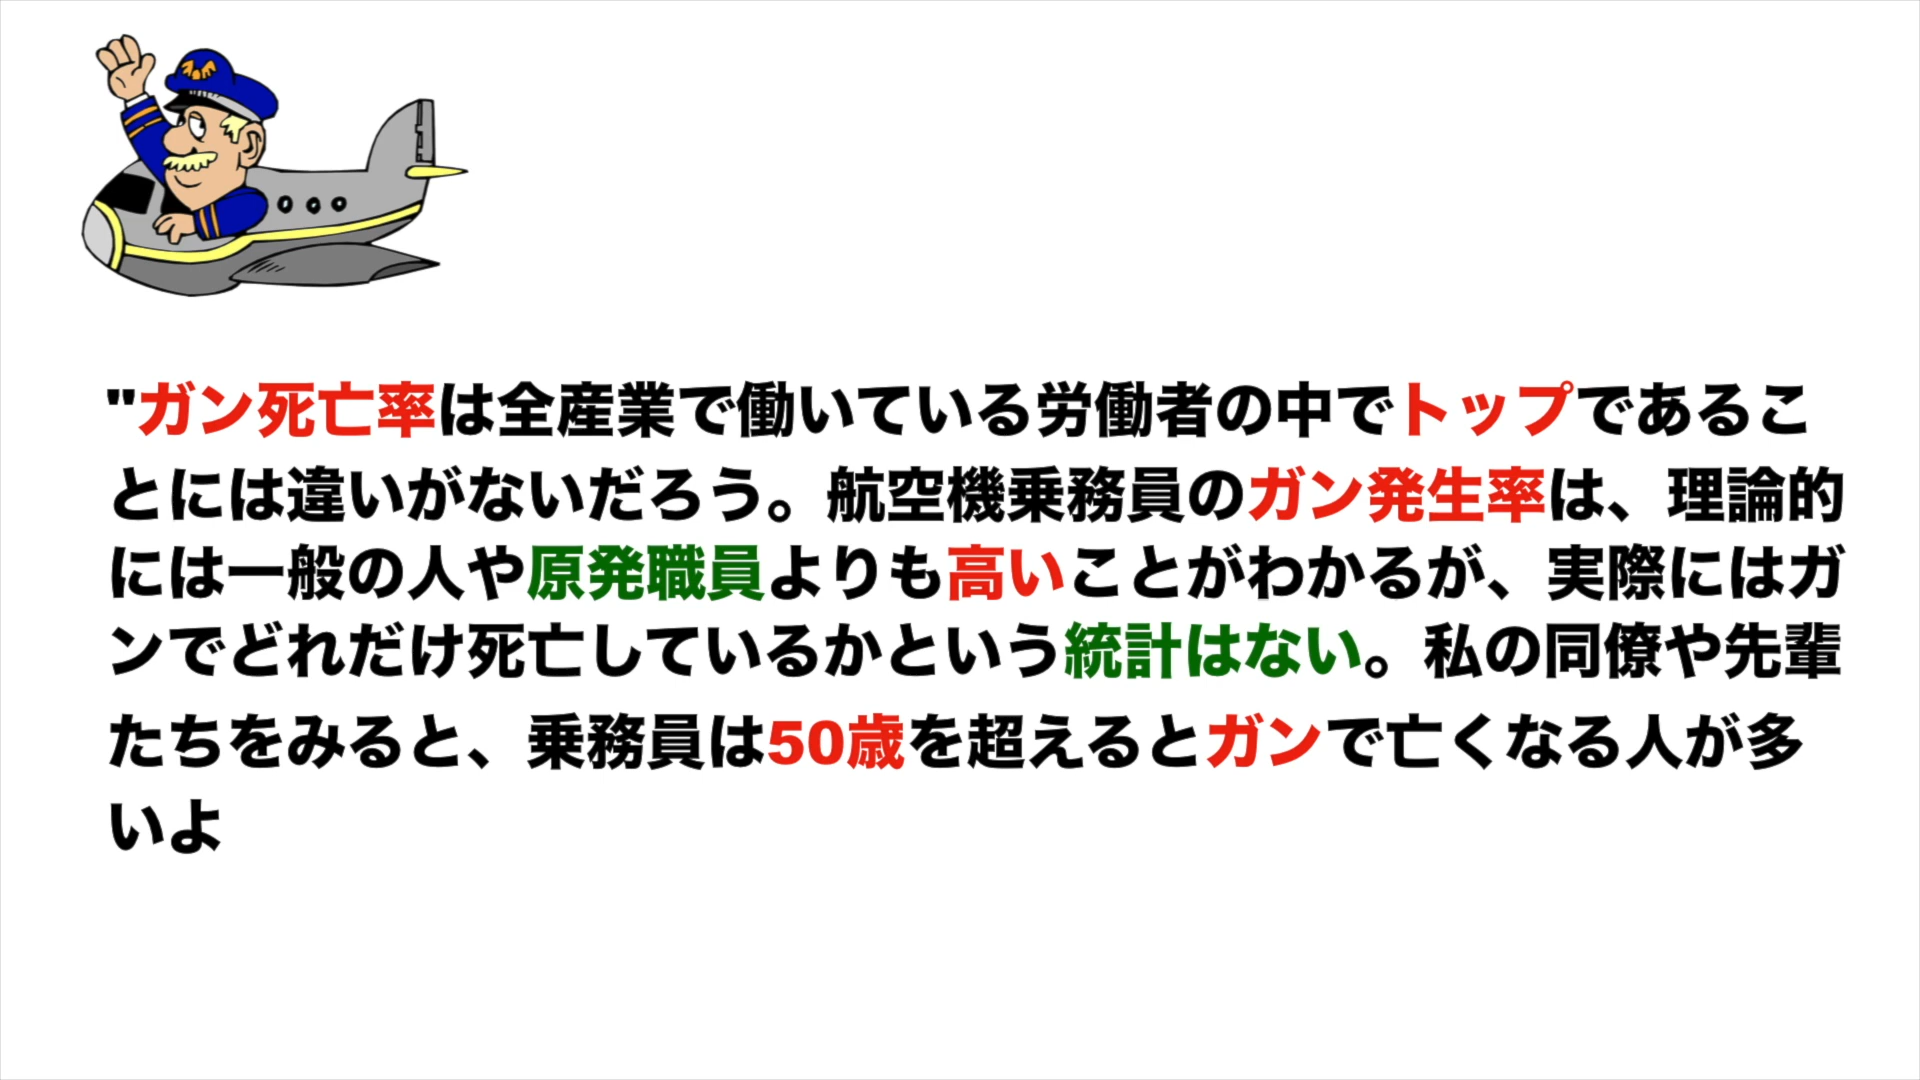 "ガン死亡率は全産業で働いている労働者の中でトップであるこ
とには違いがないだろう。航空機乗務員のガン発生率は、理論的
には一般の人や原発職員よりも高いことがわかるが、実際にはガ
ンでどれだけ死亡しているかという統計はない。私の同僚や先輩
たちをみると、乗務員は50歳を超えるとガンで亡くなる人が多
いよ